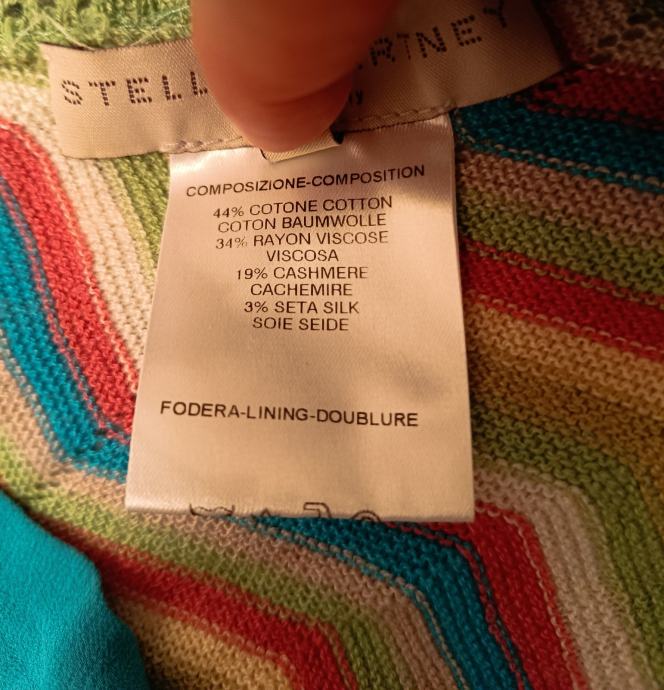 STELL RTNEY
COMPOSIZIONE-COMPOSITION
44% COTONE COTTON
COTON BAUMWOLLE
34% RAYON VISCOSE
VISCOSA
19% CASHMERE
CACHEMIRE
3% SETA SILK
SOIE SEIDE
FODERA-LINING-DOUBLURE